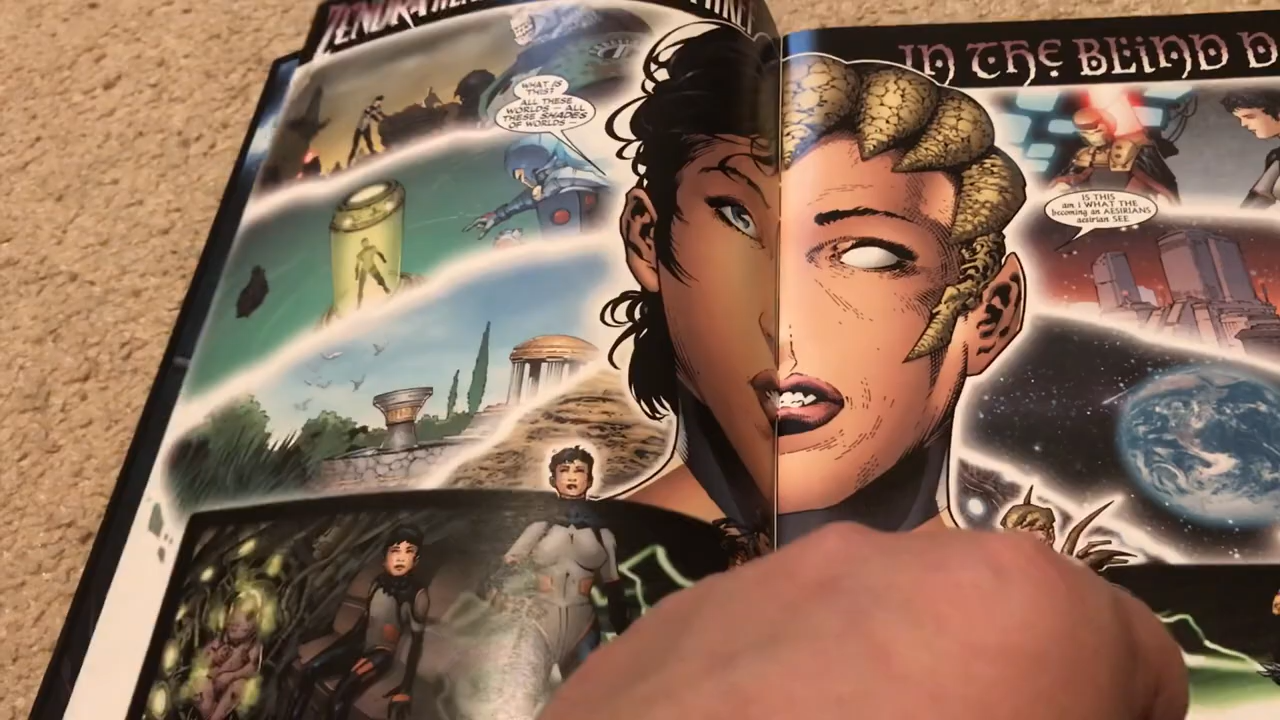 ZENDRA
IN THE BLIND D
WHAT IS
THIS?
ALL THESE
WORLDS — ALL
THESE SHADES
OF WORLDS —
IS THIS
am I WHAT THE
becoming an AESIRIANS
aesirian SEE